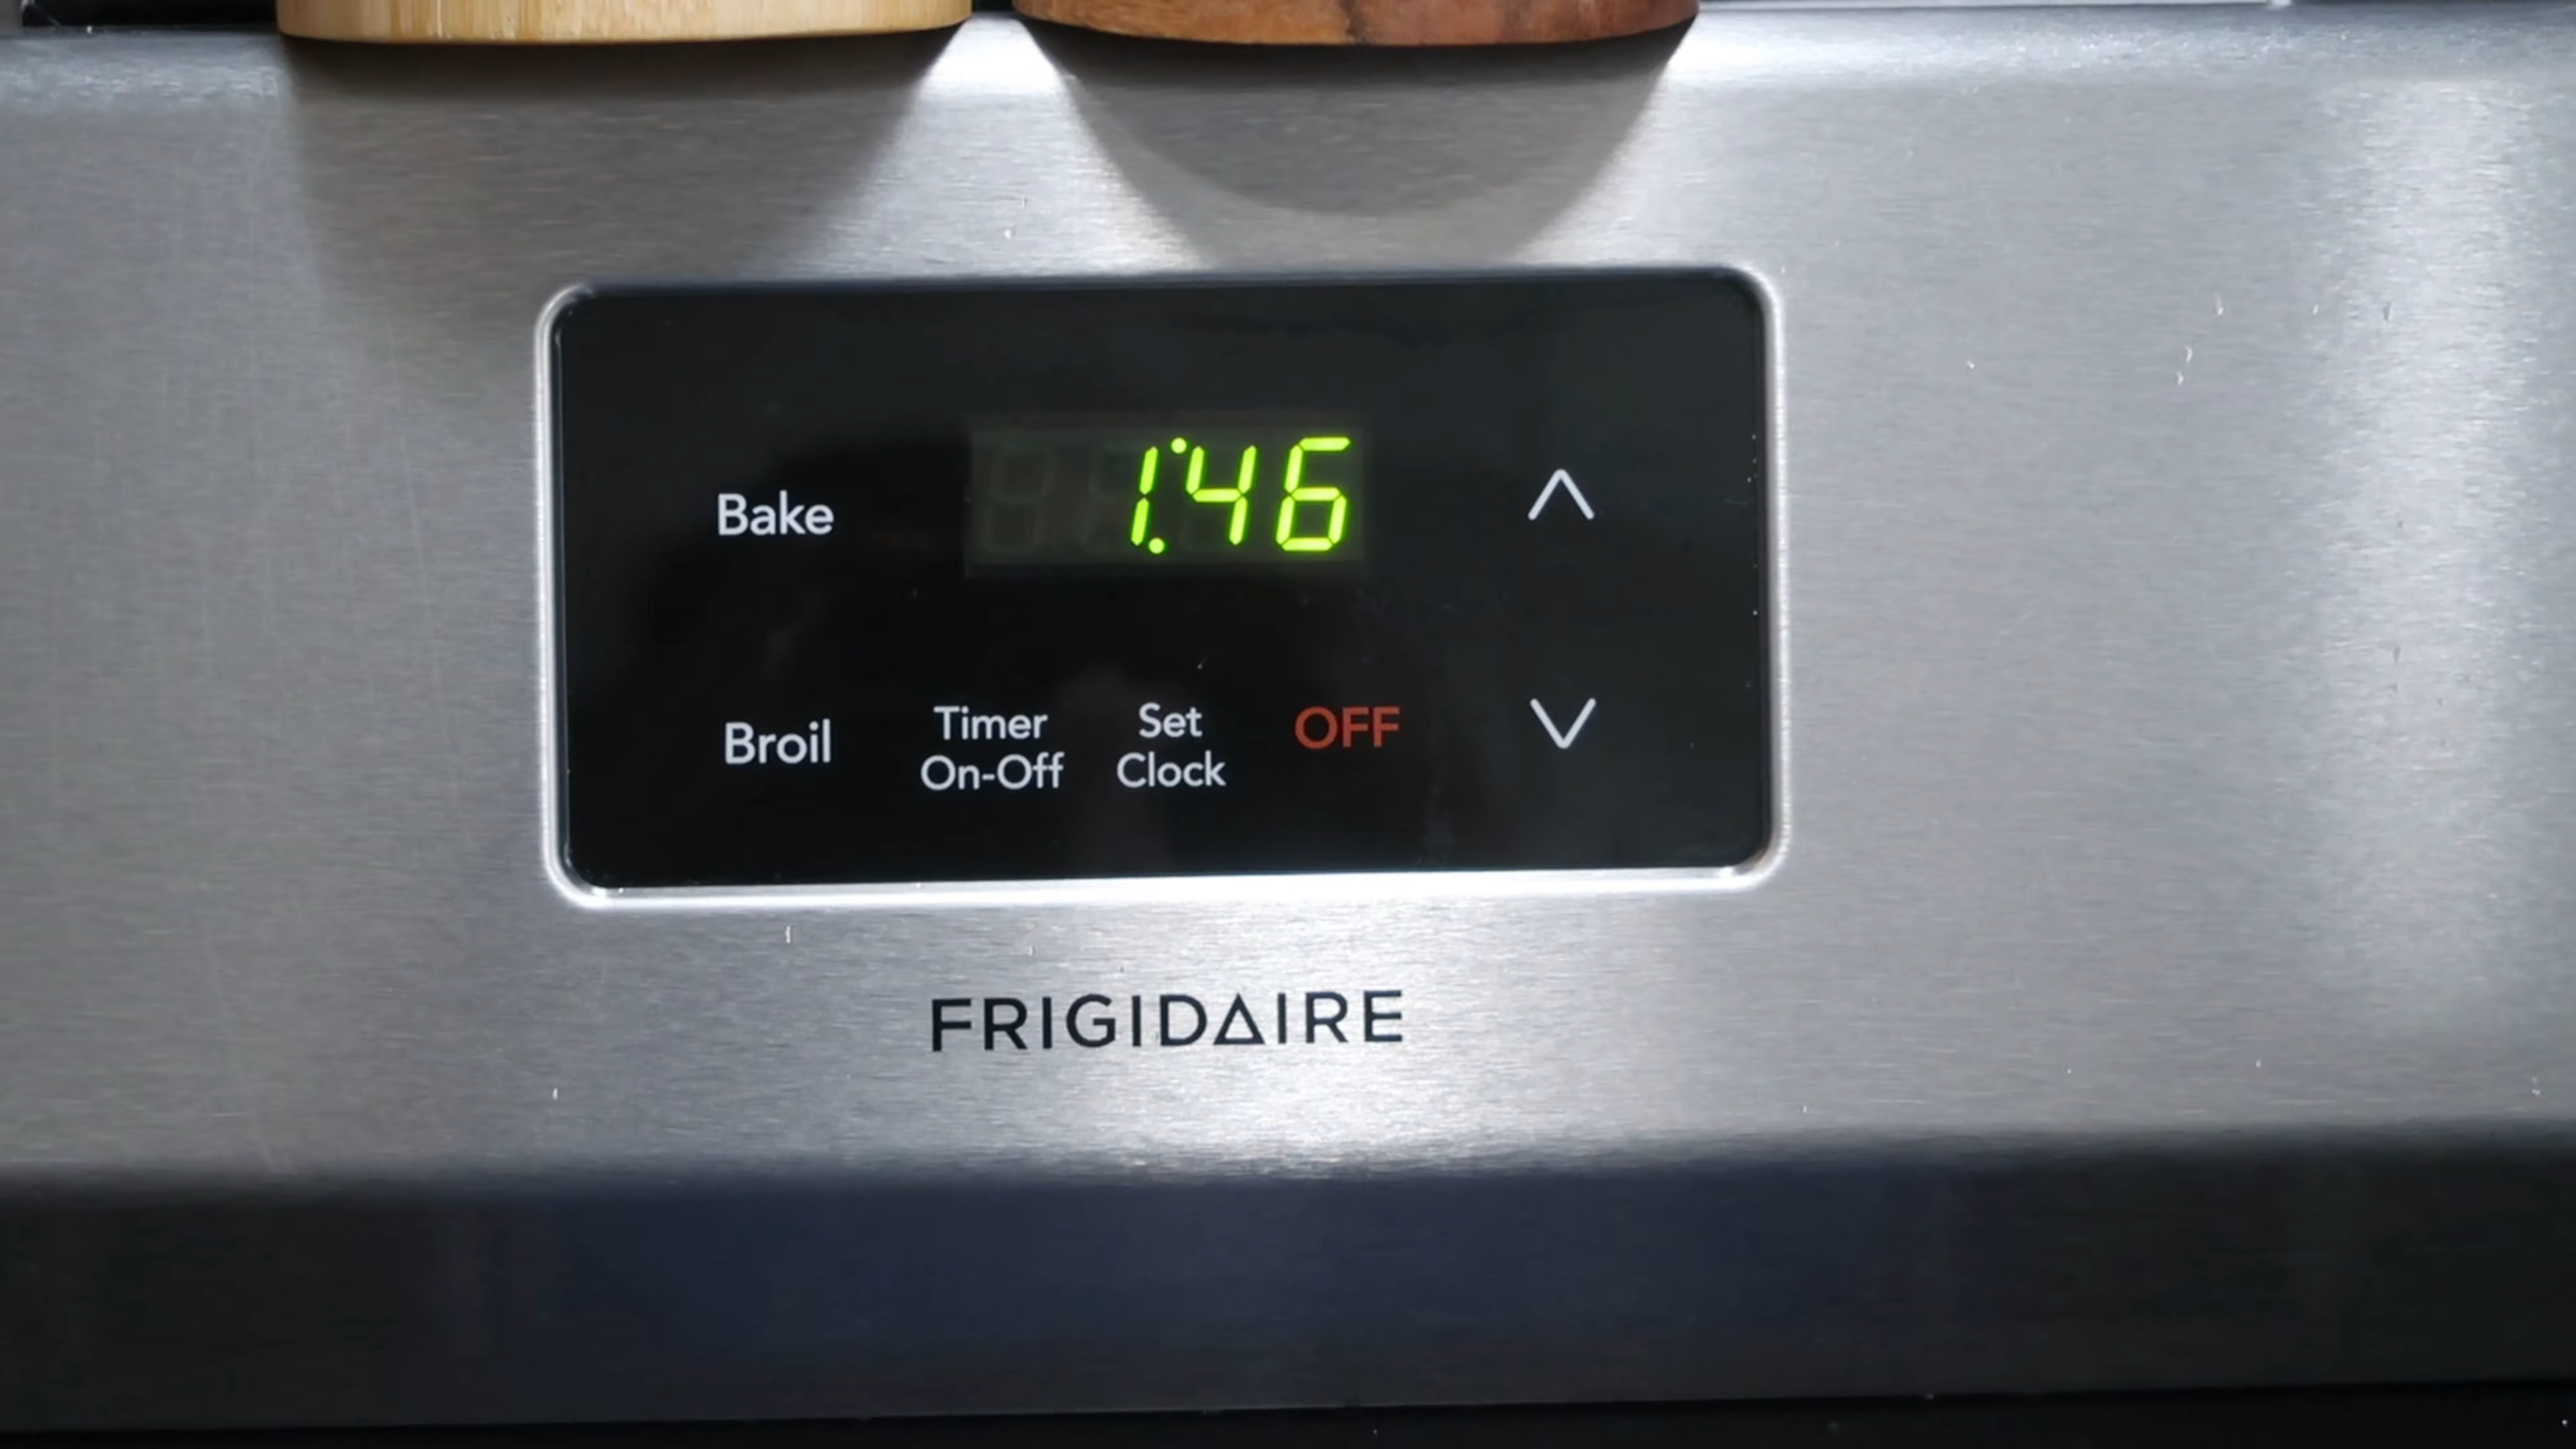 1:46
Bake
Broil
Timer
On-Off
Set
Clock
OFF
FRIGIDAIRE